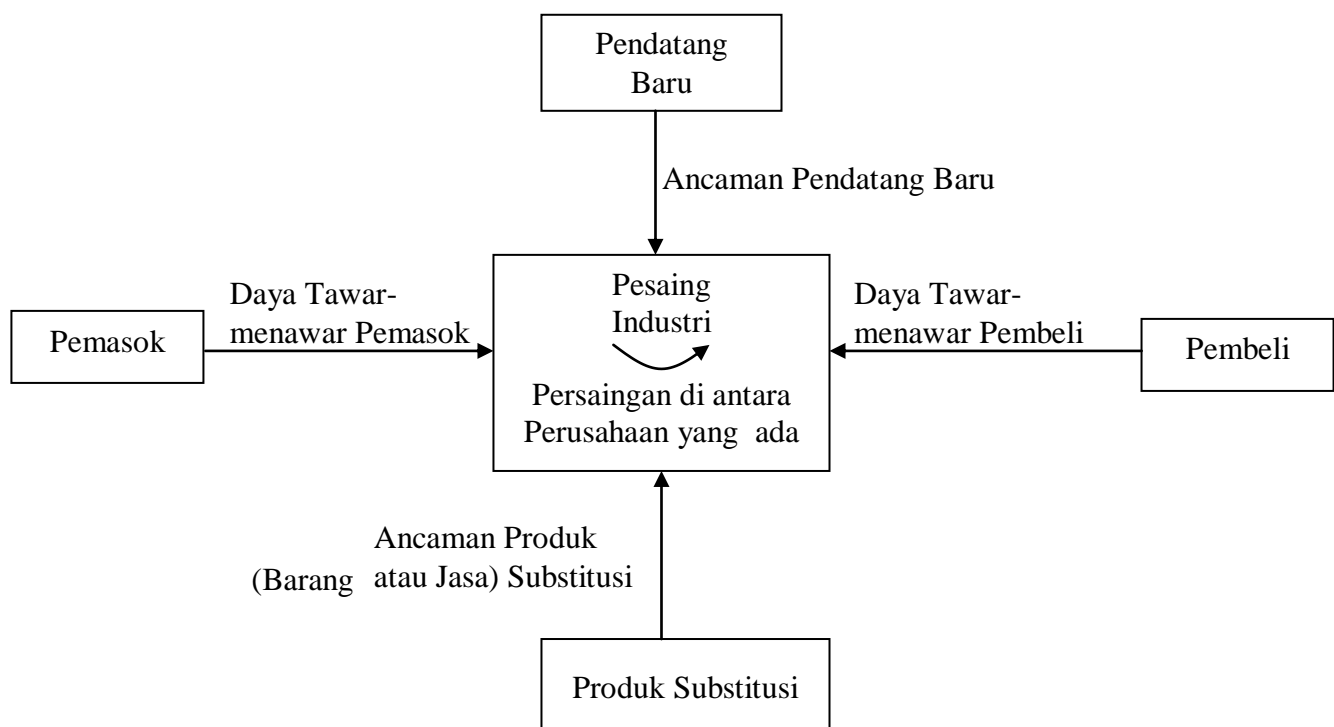 Pendatang
Baru
Ancaman Pendatang Baru
Daya Tawar-
menawar Pemasok
Pemasok
Pesaing
Industri
Persaingan di antara
Perusahaan yang ada
Daya Tawar-
menawar Pembeli
Pembeli
Ancaman Produk
(Barang atau Jasa) Substitusi
Produk Substitusi